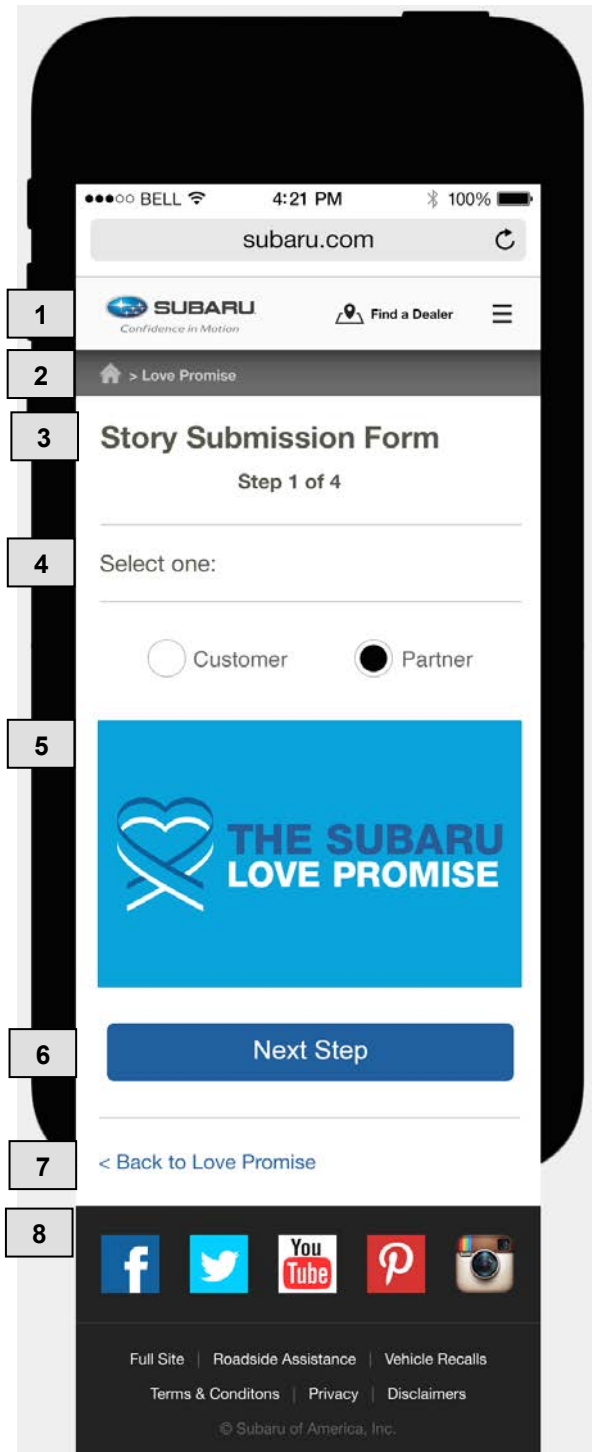 BELL 4:21 PM 100%
subaru.com
1
SUBARU
Confidence in Motion
Find a Dealer
2
> Love Promise
3
Story Submission Form
Step 1 of 4
4
Select one:
Customer Partner
5
THE SUBARU
LOVE PROMISE
6
Next Step
7
< Back to Love Promise
8
f You
Tube
Full Site | Roadside Assistance | Vehicle Recalls
Terms & Conditons | Privacy | Disclaimers
© Subaru of America, Inc.